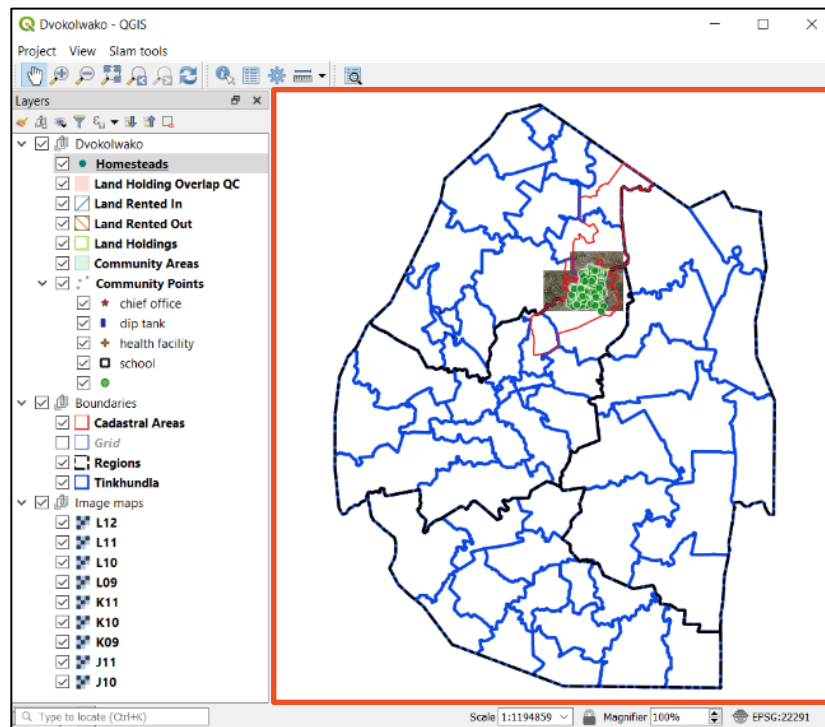 Dvokolwako - QGIS
Project View Slam tools
Layers
Dvokolwako
Homesteads
Land Holding Overlap QC
Land Rented In
Land Rented Out
Land Holdings
Community Areas
Community Points
chief office
dip tank
health facility
school
Boundaries
Cadastral Areas
Grid
Regions
Tinkhundla
Image maps
L12
L11
L10
L09
K11
K10
K09
J11
J10
Type to locate (Ctrl+K) Scale 1:1194859 Magnifier 100% EPSG:22291